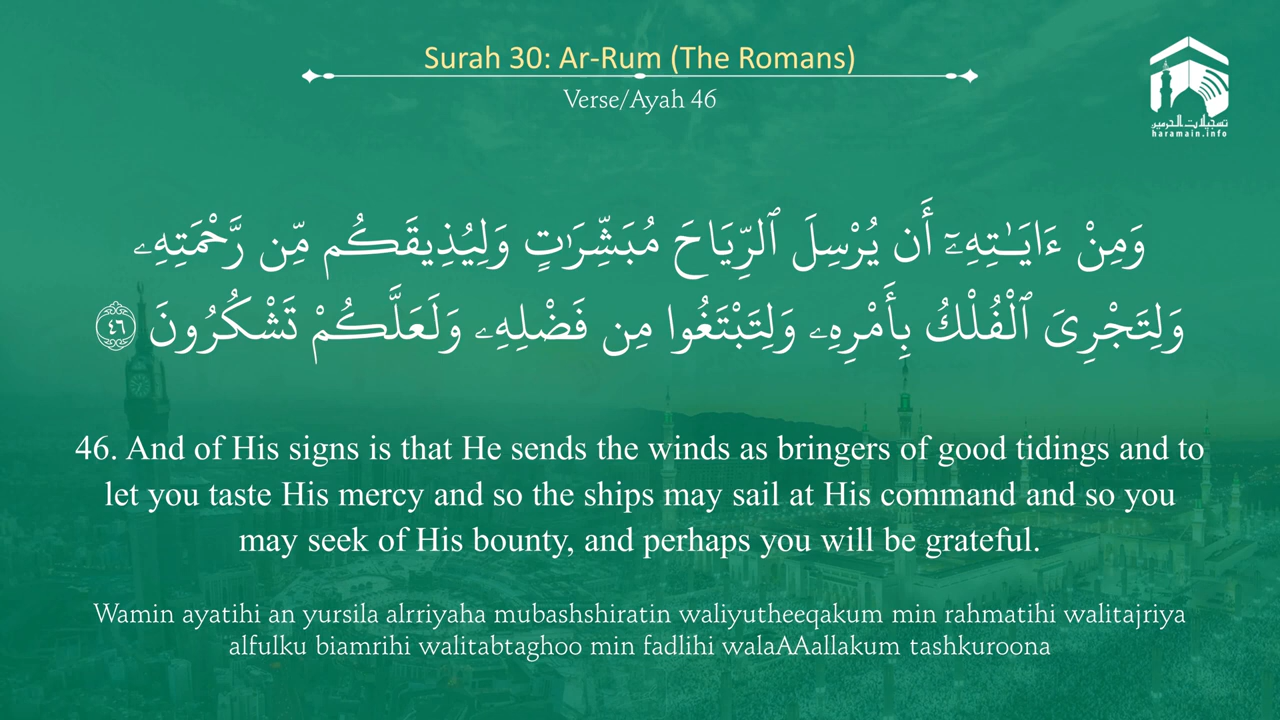 Surah 30: Ar-Rum (The Romans)
Verse/Ayah 46
تسجيلات الحرمين
haramain.info
وَمِنْ ءَايَـٰتِهِۦٓ أَن يُرْسِلَ ٱلرِّيَاحَ مُبَشِّرَٰتٍ وَلِيُذِيقَكُم مِّن رَّحْمَتِهِۦ
وَلِتَجْرِىَ ٱلْفُلْكُ بِأَمْرِهِۦ وَلِتَبْتَغُوا مِن فَضْلِهِۦ وَلَعَلَّكُمْ تَشْكُرُونَ ٤٦
46. And of His signs is that He sends the winds as bringers of good tidings and to
let you taste His mercy and so the ships may sail at His command and so you
may seek of His bounty, and perhaps you will be grateful.
Wamin ayatihi an yursila alrriyaha mubashshiratin waliyutheeqakum min rahmatihi walitajriya
alfulku biamrihi walitabtaghoo min fadlihi walaAAallakum tashkuroona